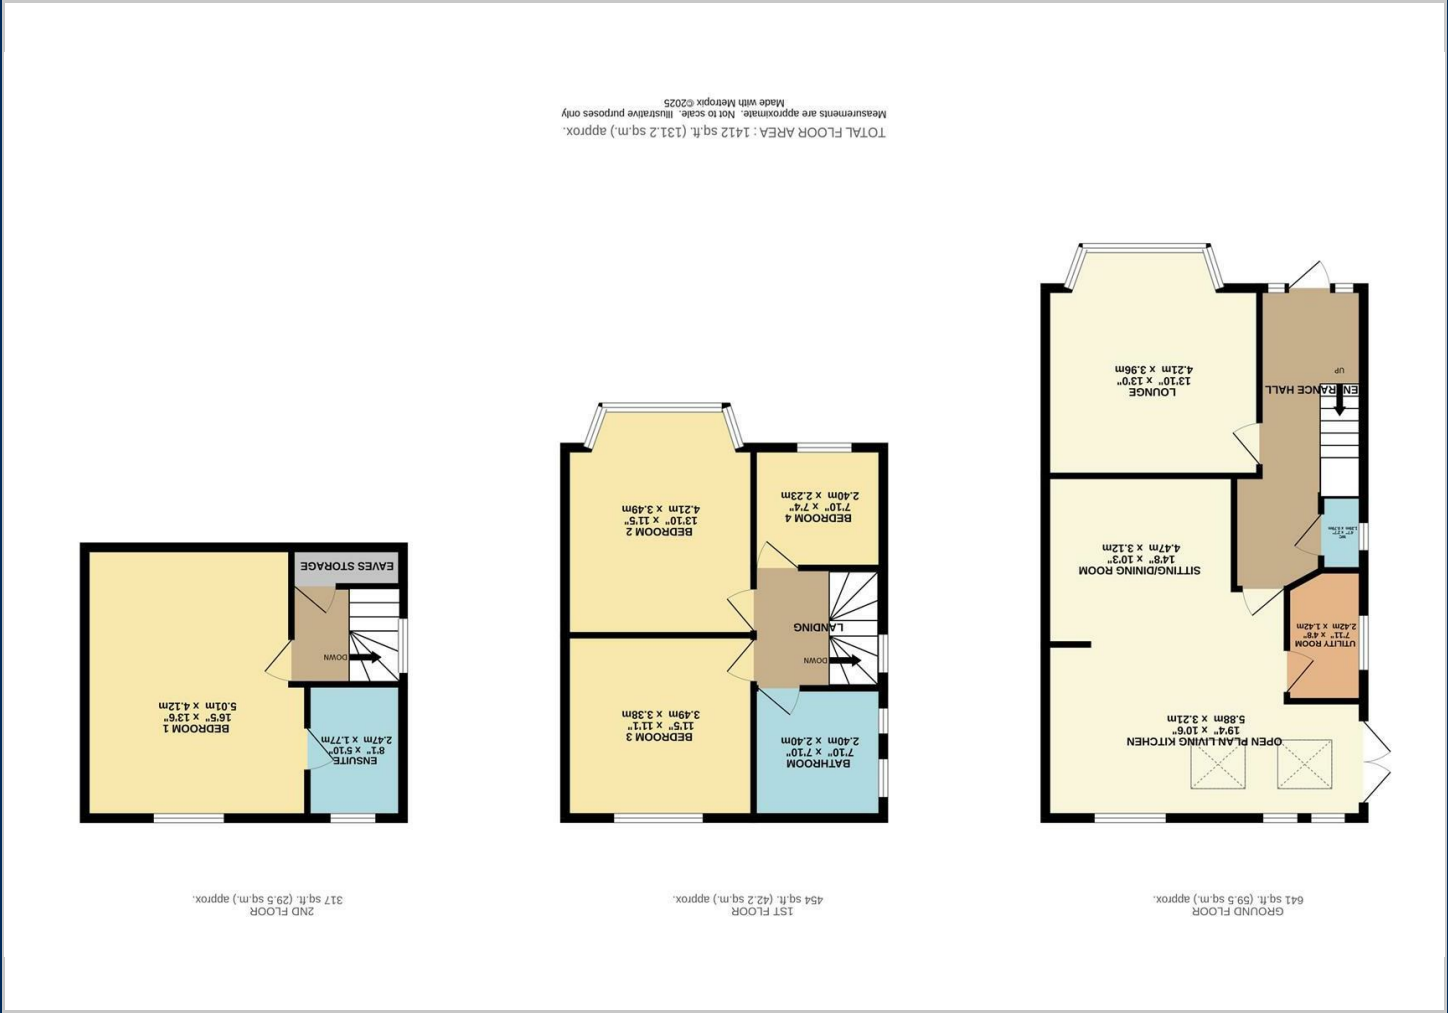 GROUND FLOOR
641 sq.ft. (59.5 sq.m.) approx.
OPEN PLAN LIVING KITCHEN
19'4" x 10'6"
5.88m x 3.21m
UTILITY ROOM
7'11" x 4'8"
2.42m x 1.42m
SITTING/DINING ROOM
14'8" x 10'3"
4.47m x 3.12m
WC
ENTRANCE HALL
UP
LOUNGE
13'10" x 13'0"
4.21m x 3.96m
1ST FLOOR
454 sq.ft. (42.2 sq.m.) approx.
BATHROOM
7'10" x 7'10"
2.40m x 2.40m
BEDROOM 3
11'5" x 11'1"
3.49m x 3.38m
DOWN
LANDING
BEDROOM 2
13'10" x 11'5"
4.21m x 3.49m
BEDROOM 4
7'10" x 7'4"
2.40m x 2.23m
2ND FLOOR
317 sq.ft. (29.5 sq.m.) approx.
ENSUITE
8'1" x 5'10"
2.47m x 1.77m
BEDROOM 1
16'5" x 13'6"
5.01m x 4.12m
DOWN
EAVES STORAGE
TOTAL FLOOR AREA : 1412 sq.ft. (131.2 sq.m.) approx.
Measurements are approximate. Not to scale. Illustrative purposes only
Made with Metropix ©2025